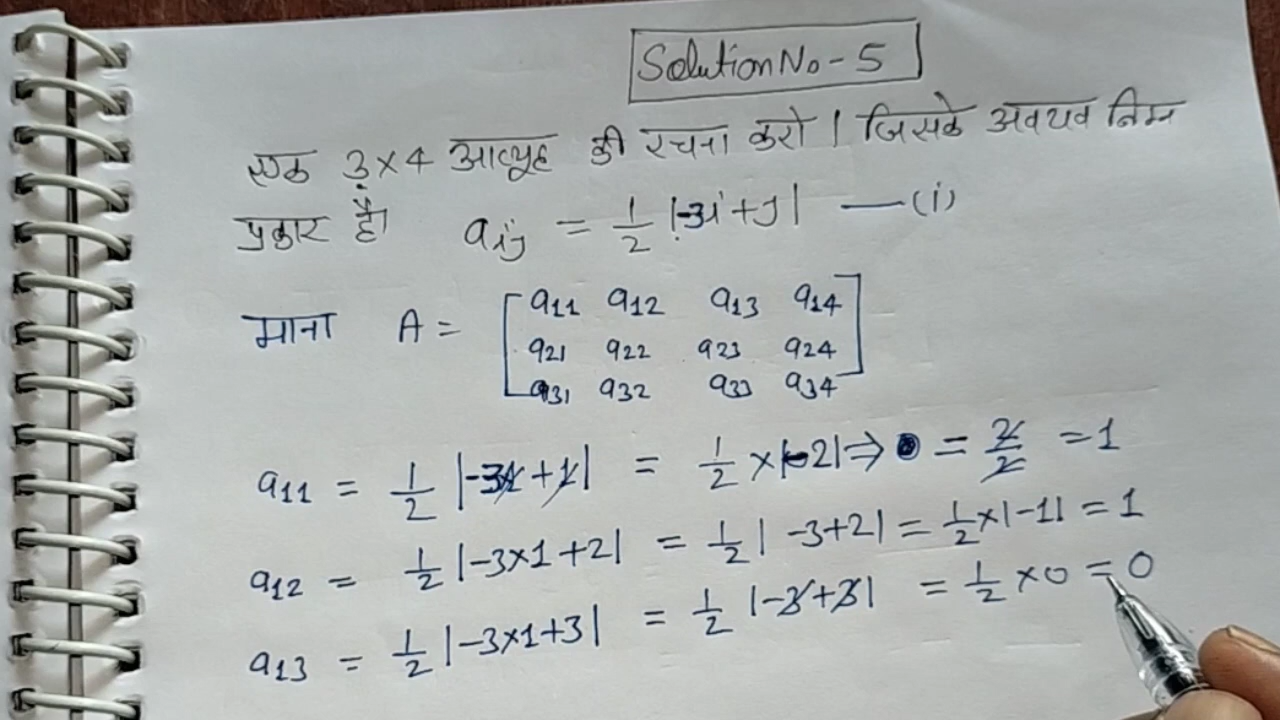 Solution No - 5
एक 3×4 आव्यूह की रचना करो । जिसके अवयव निम्न
प्रकार है। aij = 1/2 |-3i+j| —(i)
माना A = [a11 a12 a13 a14
a21 a22 a23 a24
a31 a32 a33 a34]
a11 = 1/2 |-3×1+1| = 1/2 ×|-2| ⇒ = 2/2 = 1
a12 = 1/2 |-3×1+2| = 1/2 |-3+2| = 1/2 ×|-1| = 1
a13 = 1/2 |-3×1+3| = 1/2 |-3+3| = 1/2 ×0 = 0